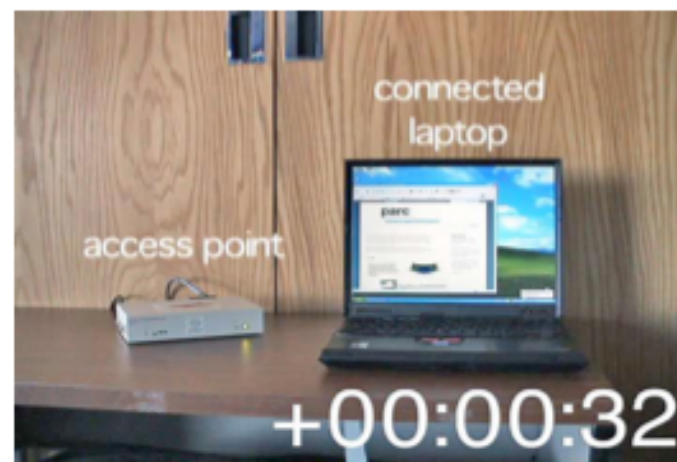 connected
laptop
parc
access point
+00:00:32